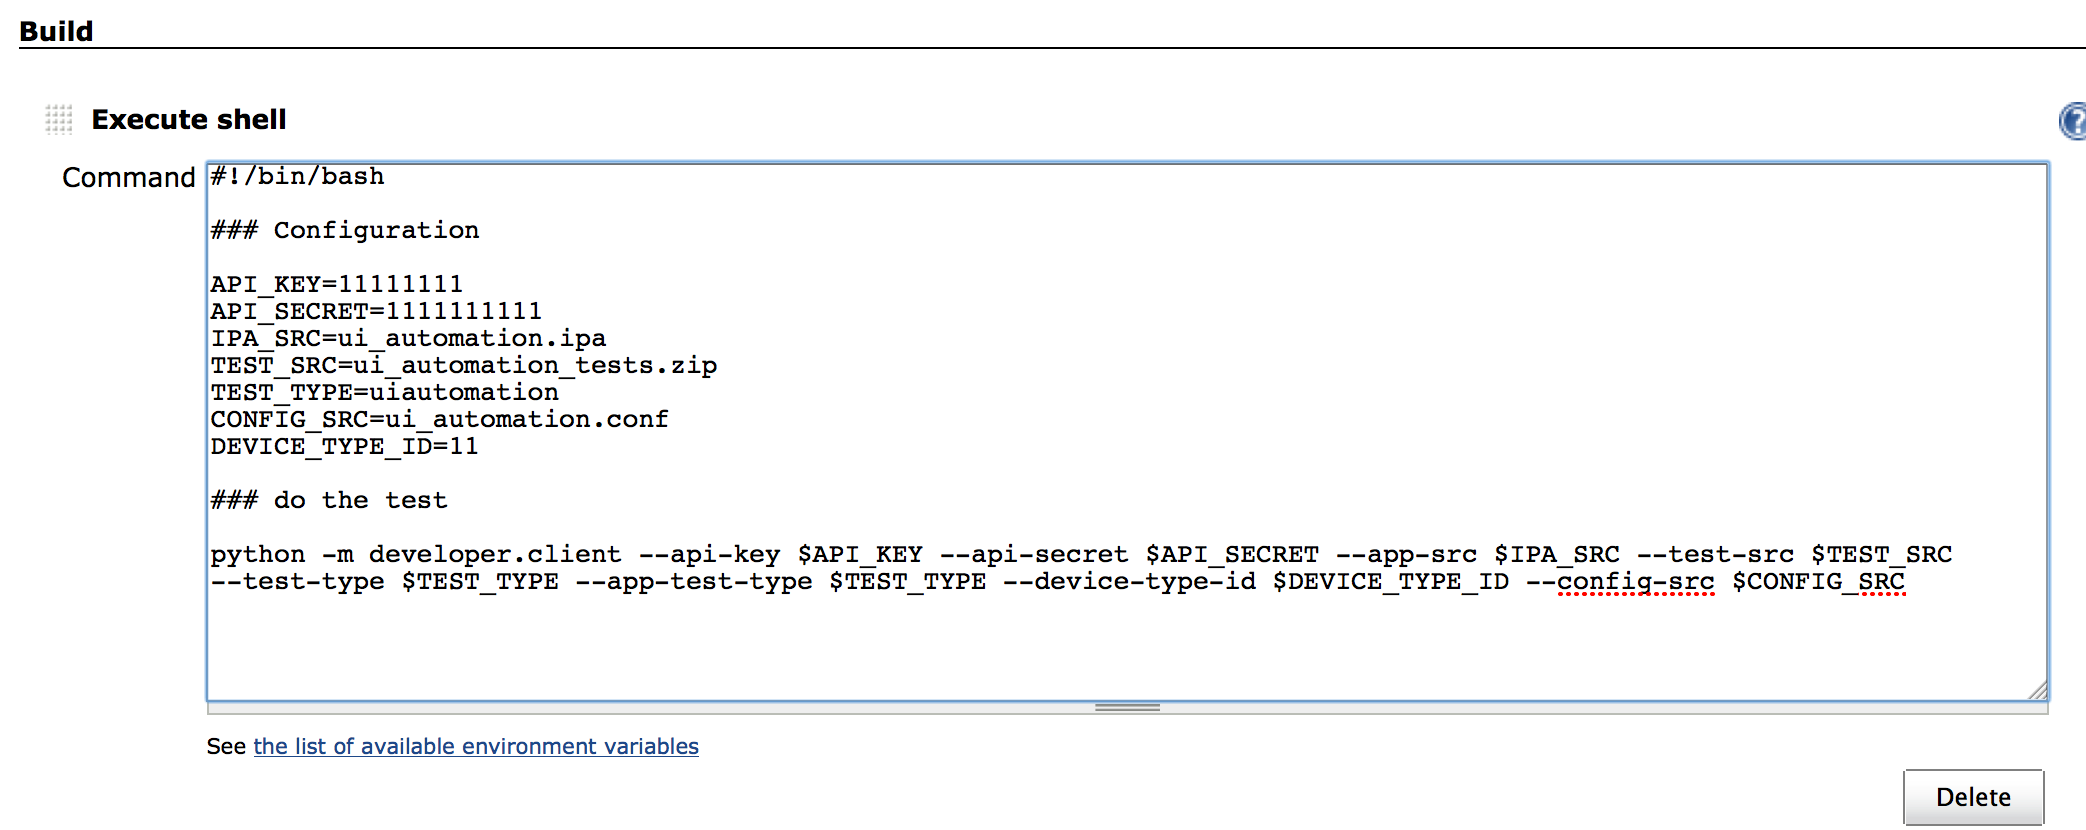 Build
Execute shell
?
Command
#!/bin/bash
### Configuration
API_KEY=11111111
API_SECRET=1111111111
IPA_SRC=ui_automation.ipa
TEST_SRC=ui_automation_tests.zip
TEST_TYPE=uiautomation
CONFIG_SRC=ui_automation.conf
DEVICE_TYPE_ID=11
### do the test
python -m developer.client --api-key $API_KEY --api-secret $API_SECRET --app-src $IPA_SRC --test-src $TEST_SRC
--test-type $TEST_TYPE --app-test-type $TEST_TYPE --device-type-id $DEVICE_TYPE_ID --config-src $CONFIG_SRC
See the list of available environment variables
Delete